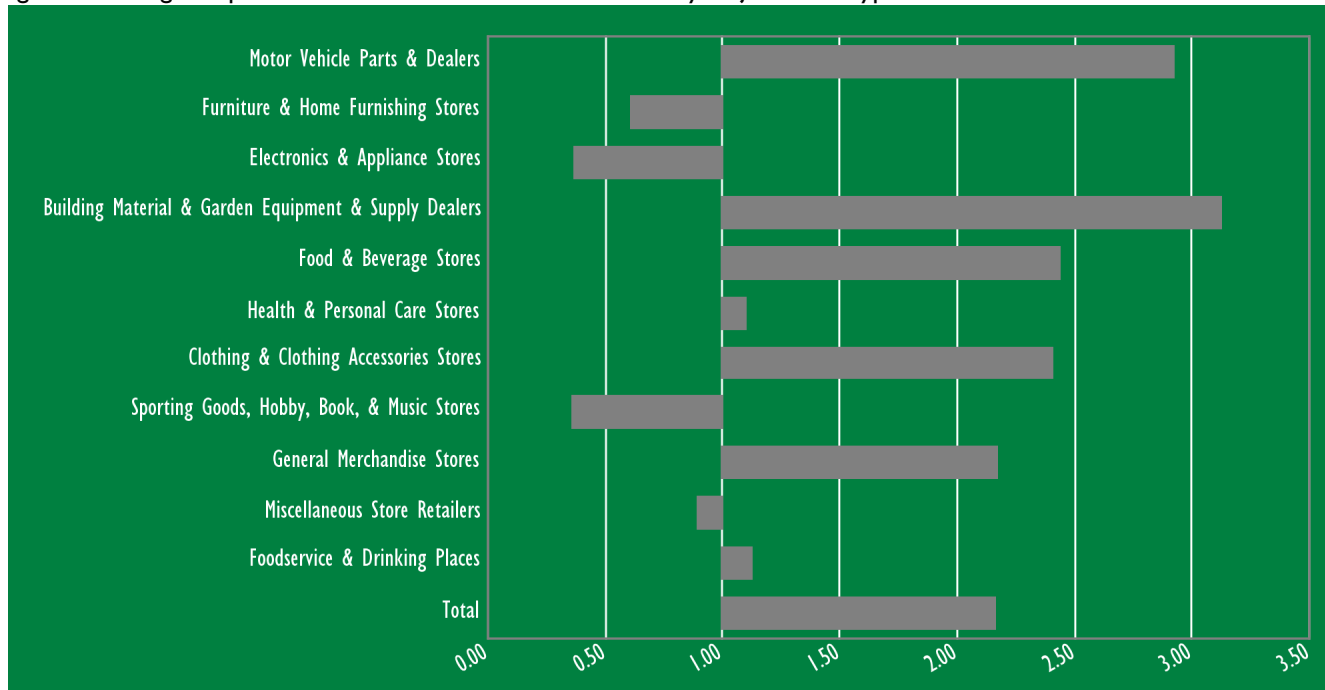 Motor Vehicle Parts & Dealers
Furniture & Home Furnishing Stores
Electronics & Appliance Stores
Building Material & Garden Equipment & Supply Dealers
Food & Beverage Stores
Health & Personal Care Stores
Clothing & Clothing Accessories Stores
Sporting Goods, Hobby, Book, & Music Stores
General Merchandise Stores
Miscellaneous Store Retailers
Foodservice & Drinking Places
Total
0.00 0.50 1.00 1.50 2.00 2.50 3.00 3.50